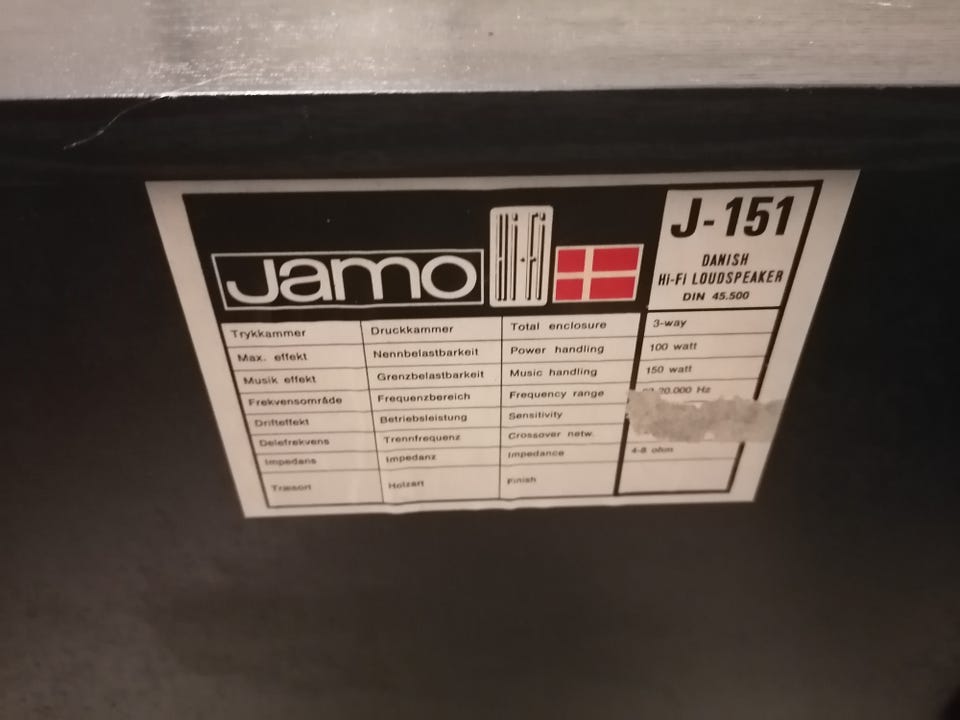 Jamo
Hi-Fi
J-151
DANISH
Hi-Fi LOUDSPEAKER
DIN 45.500
Trykkammer Druckkammer Total enclosure 3-way
Max. effekt Nennbelastbarkeit Power handling 100 watt
Musik effekt Grenzbelastbarkeit Music handling 150 watt
Frekvensområde Frequenzbereich Frequency range 20.000 Hz
Drifteffekt Betriebsleistung Sensitivity
Delefrekvens Trennfrequenz Crossover netw.
Impedans Impedanz Impedance 4-8 ohm
Træsort Holzart Finish